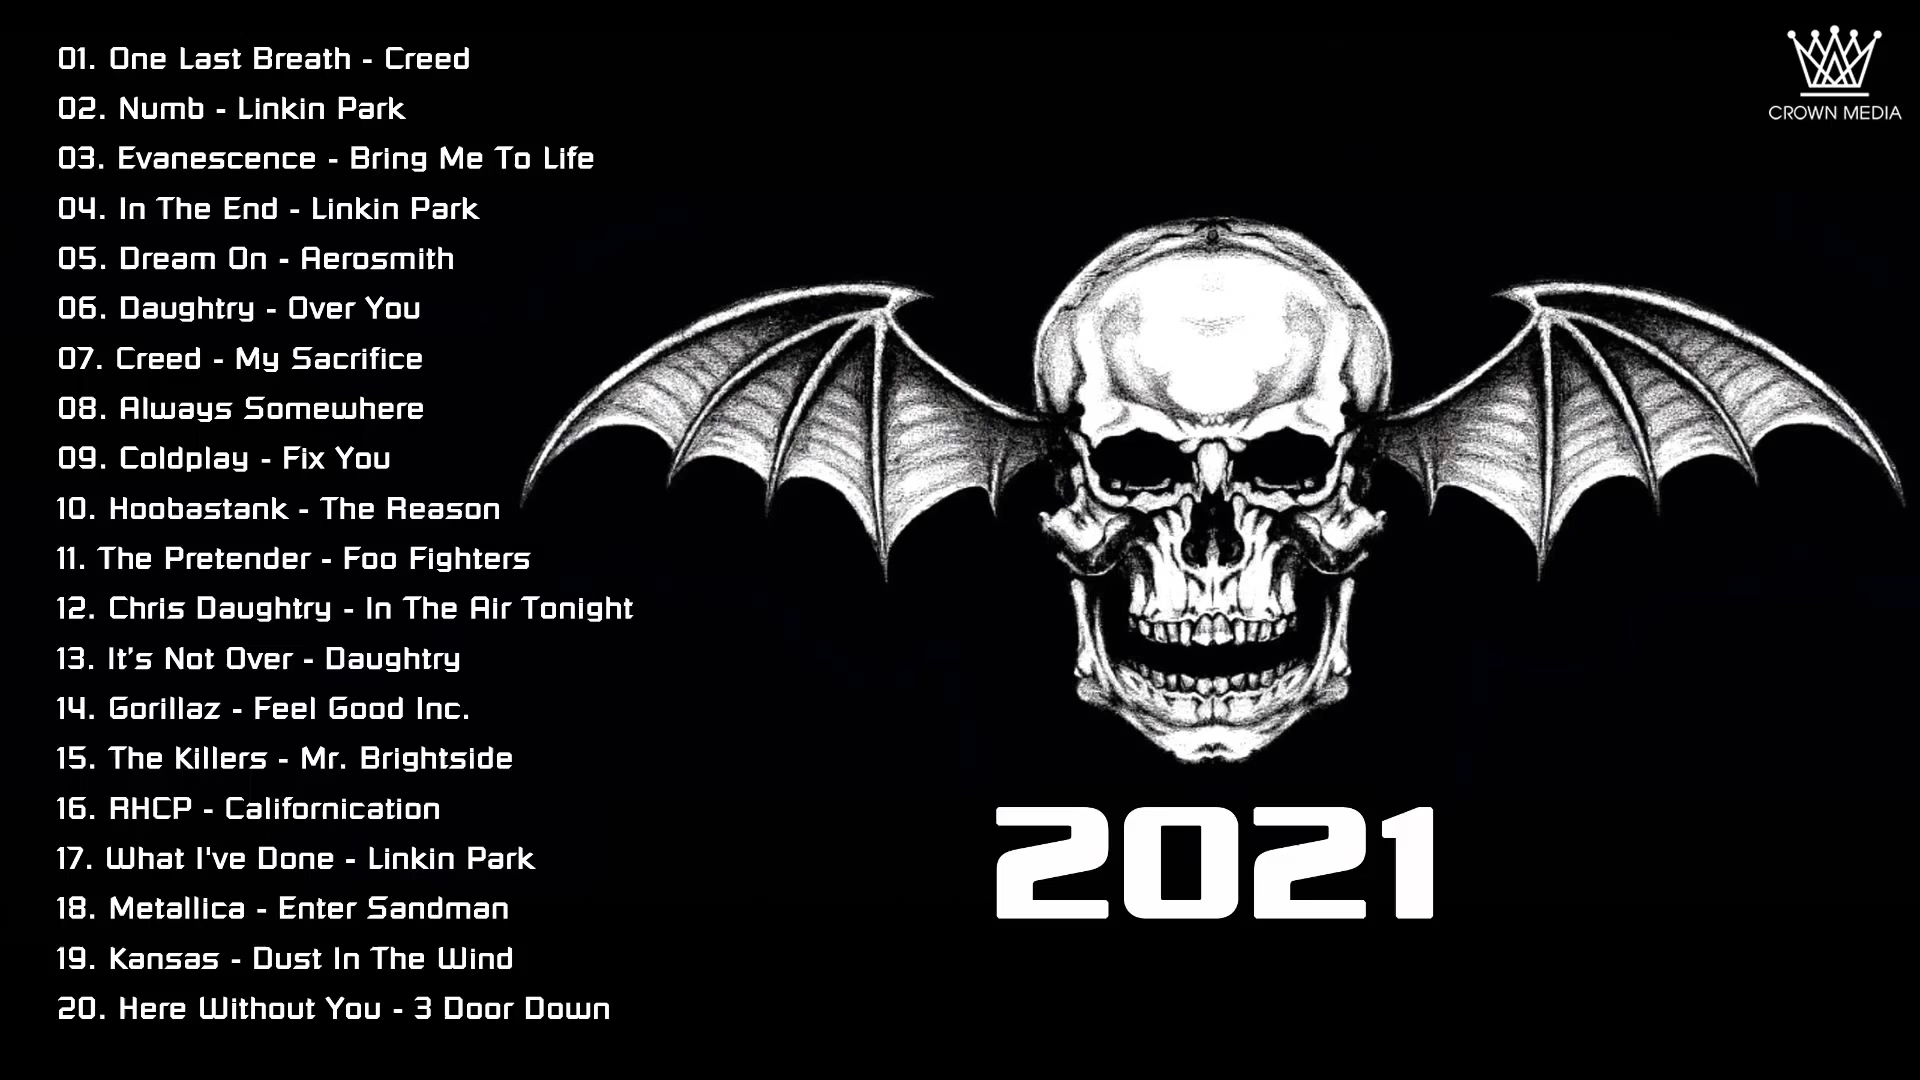 01. One Last Breath - Creed
02. Numb - Linkin Park
03. Evanescence - Bring Me To Life
04. In The End - Linkin Park
05. Dream On - Aerosmith
06. Daughtry - Over You
07. Creed - My Sacrifice
08. Always Somewhere
09. Coldplay - Fix You
10. Hoobastank - The Reason
11. The Pretender - Foo Fighters
12. Chris Daughtry - In The Air Tonight
13. It’s Not Over - Daughtry
14. Gorillaz - Feel Good Inc.
15. The Killers - Mr. Brightside
16. RHCP - Californication
17. What I've Done - Linkin Park
18. Metallica - Enter Sandman
19. Kansas - Dust In The Wind
20. Here Without You - 3 Door Down
CROWN MEDIA
2021